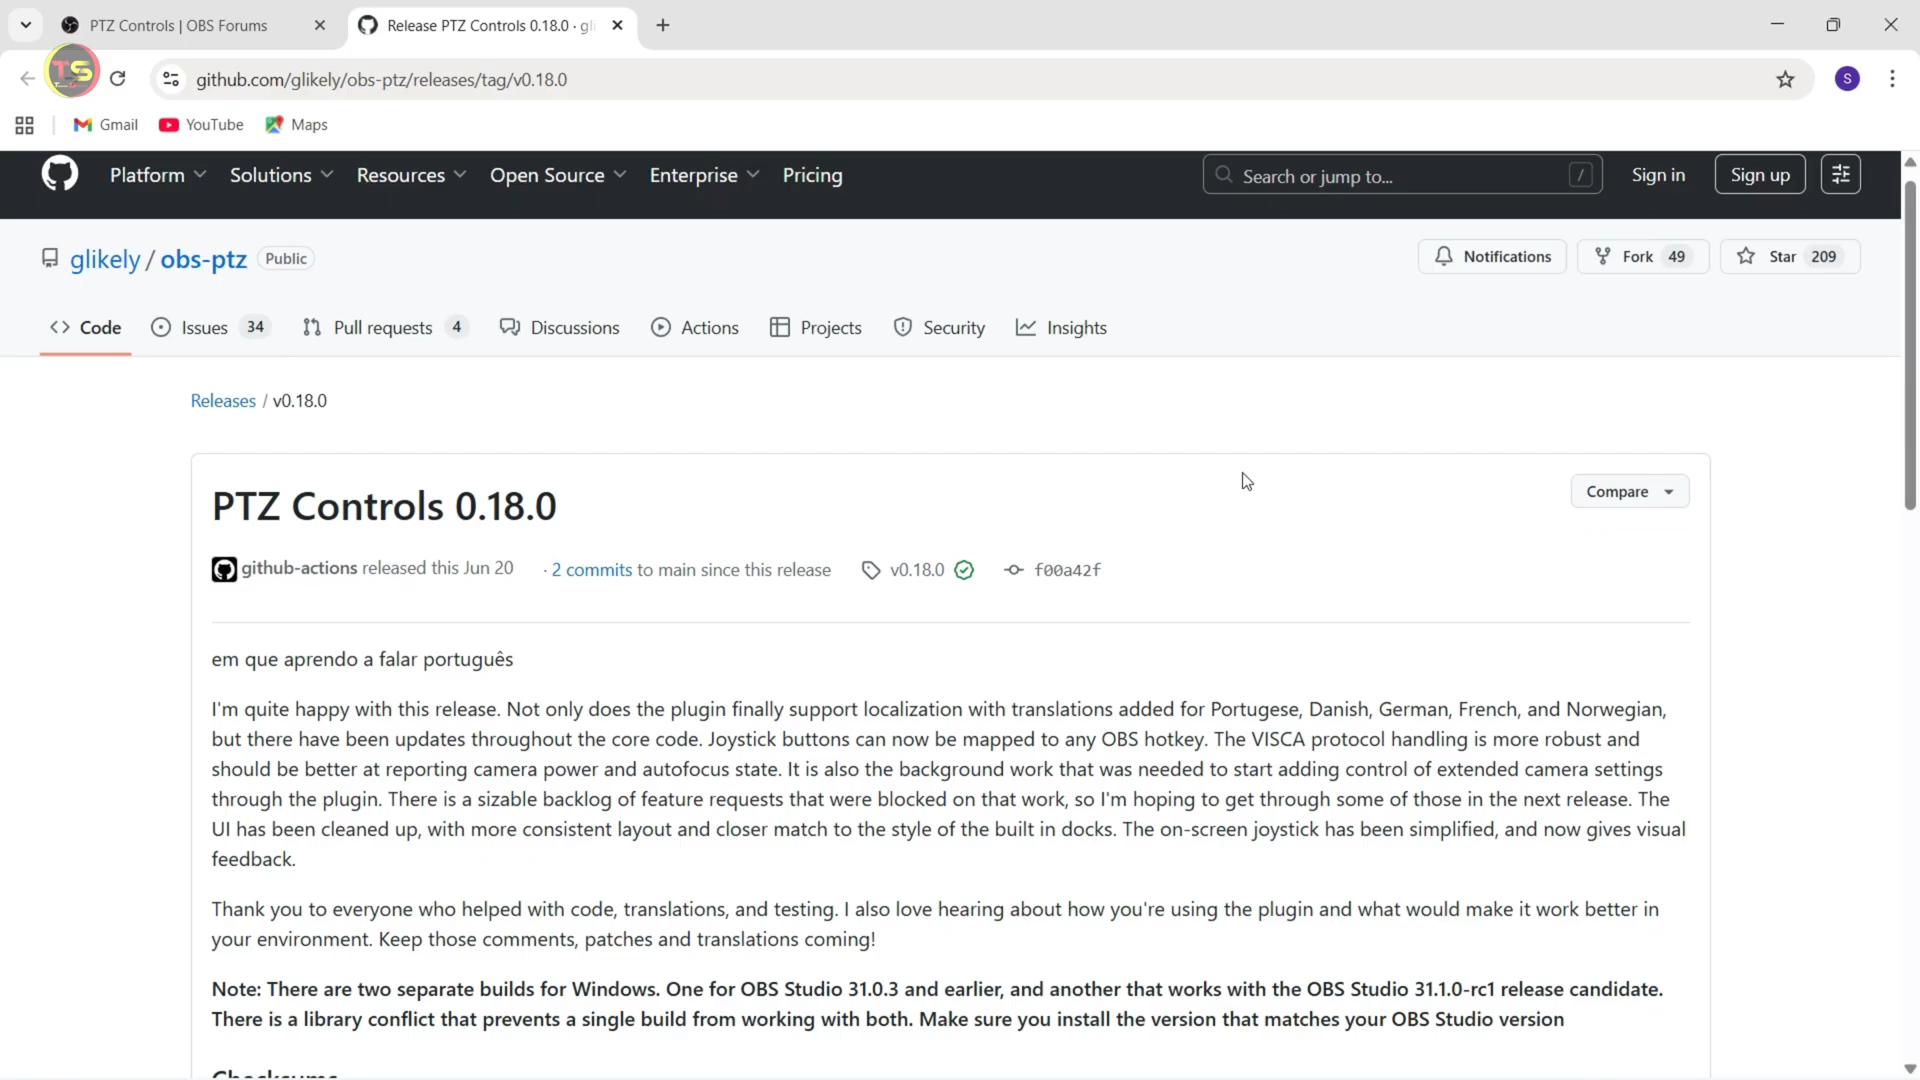 PTZ Controls | OBS Forums
Release PTZ Controls 0.18.0 · gl
TS
github.com/glikely/obs-ptz/releases/tag/v0.18.0
S
Gmail
YouTube
Maps
Platform
Solutions
Resources
Open Source
Enterprise
Pricing
Search or jump to...
/
Sign in
Sign up
glikely / obs-ptz
Public
Notifications
Fork 49
Star 209
Code
Issues 34
Pull requests 4
Discussions
Actions
Projects
Security
Insights
Releases / v0.18.0
PTZ Controls 0.18.0
Compare
github-actions released this Jun 20 · 2 commits to main since this release v0.18.0 f00a42f
em que aprendo a falar português
I'm quite happy with this release. Not only does the plugin finally support localization with translations added for Portugese, Danish, German, French, and Norwegian,
but there have been updates throughout the core code. Joystick buttons can now be mapped to any OBS hotkey. The VISCA protocol handling is more robust and
should be better at reporting camera power and autofocus state. It is also the background work that was needed to start adding control of extended camera settings
through the plugin. There is a sizable backlog of feature requests that were blocked on that work, so I'm hoping to get through some of those in the next release. The
UI has been cleaned up, with more consistent layout and closer match to the style of the built in docks. The on-screen joystick has been simplified, and now gives visual
feedback.
Thank you to everyone who helped with code, translations, and testing. I also love hearing about how you're using the plugin and what would make it work better in
your environment. Keep those comments, patches and translations coming!
Note: There are two separate builds for Windows. One for OBS Studio 31.0.3 and earlier, and another that works with the OBS Studio 31.1.0-rc1 release candidate.
There is a library conflict that prevents a single build from working with both. Make sure you install the version that matches your OBS Studio version
Checksums